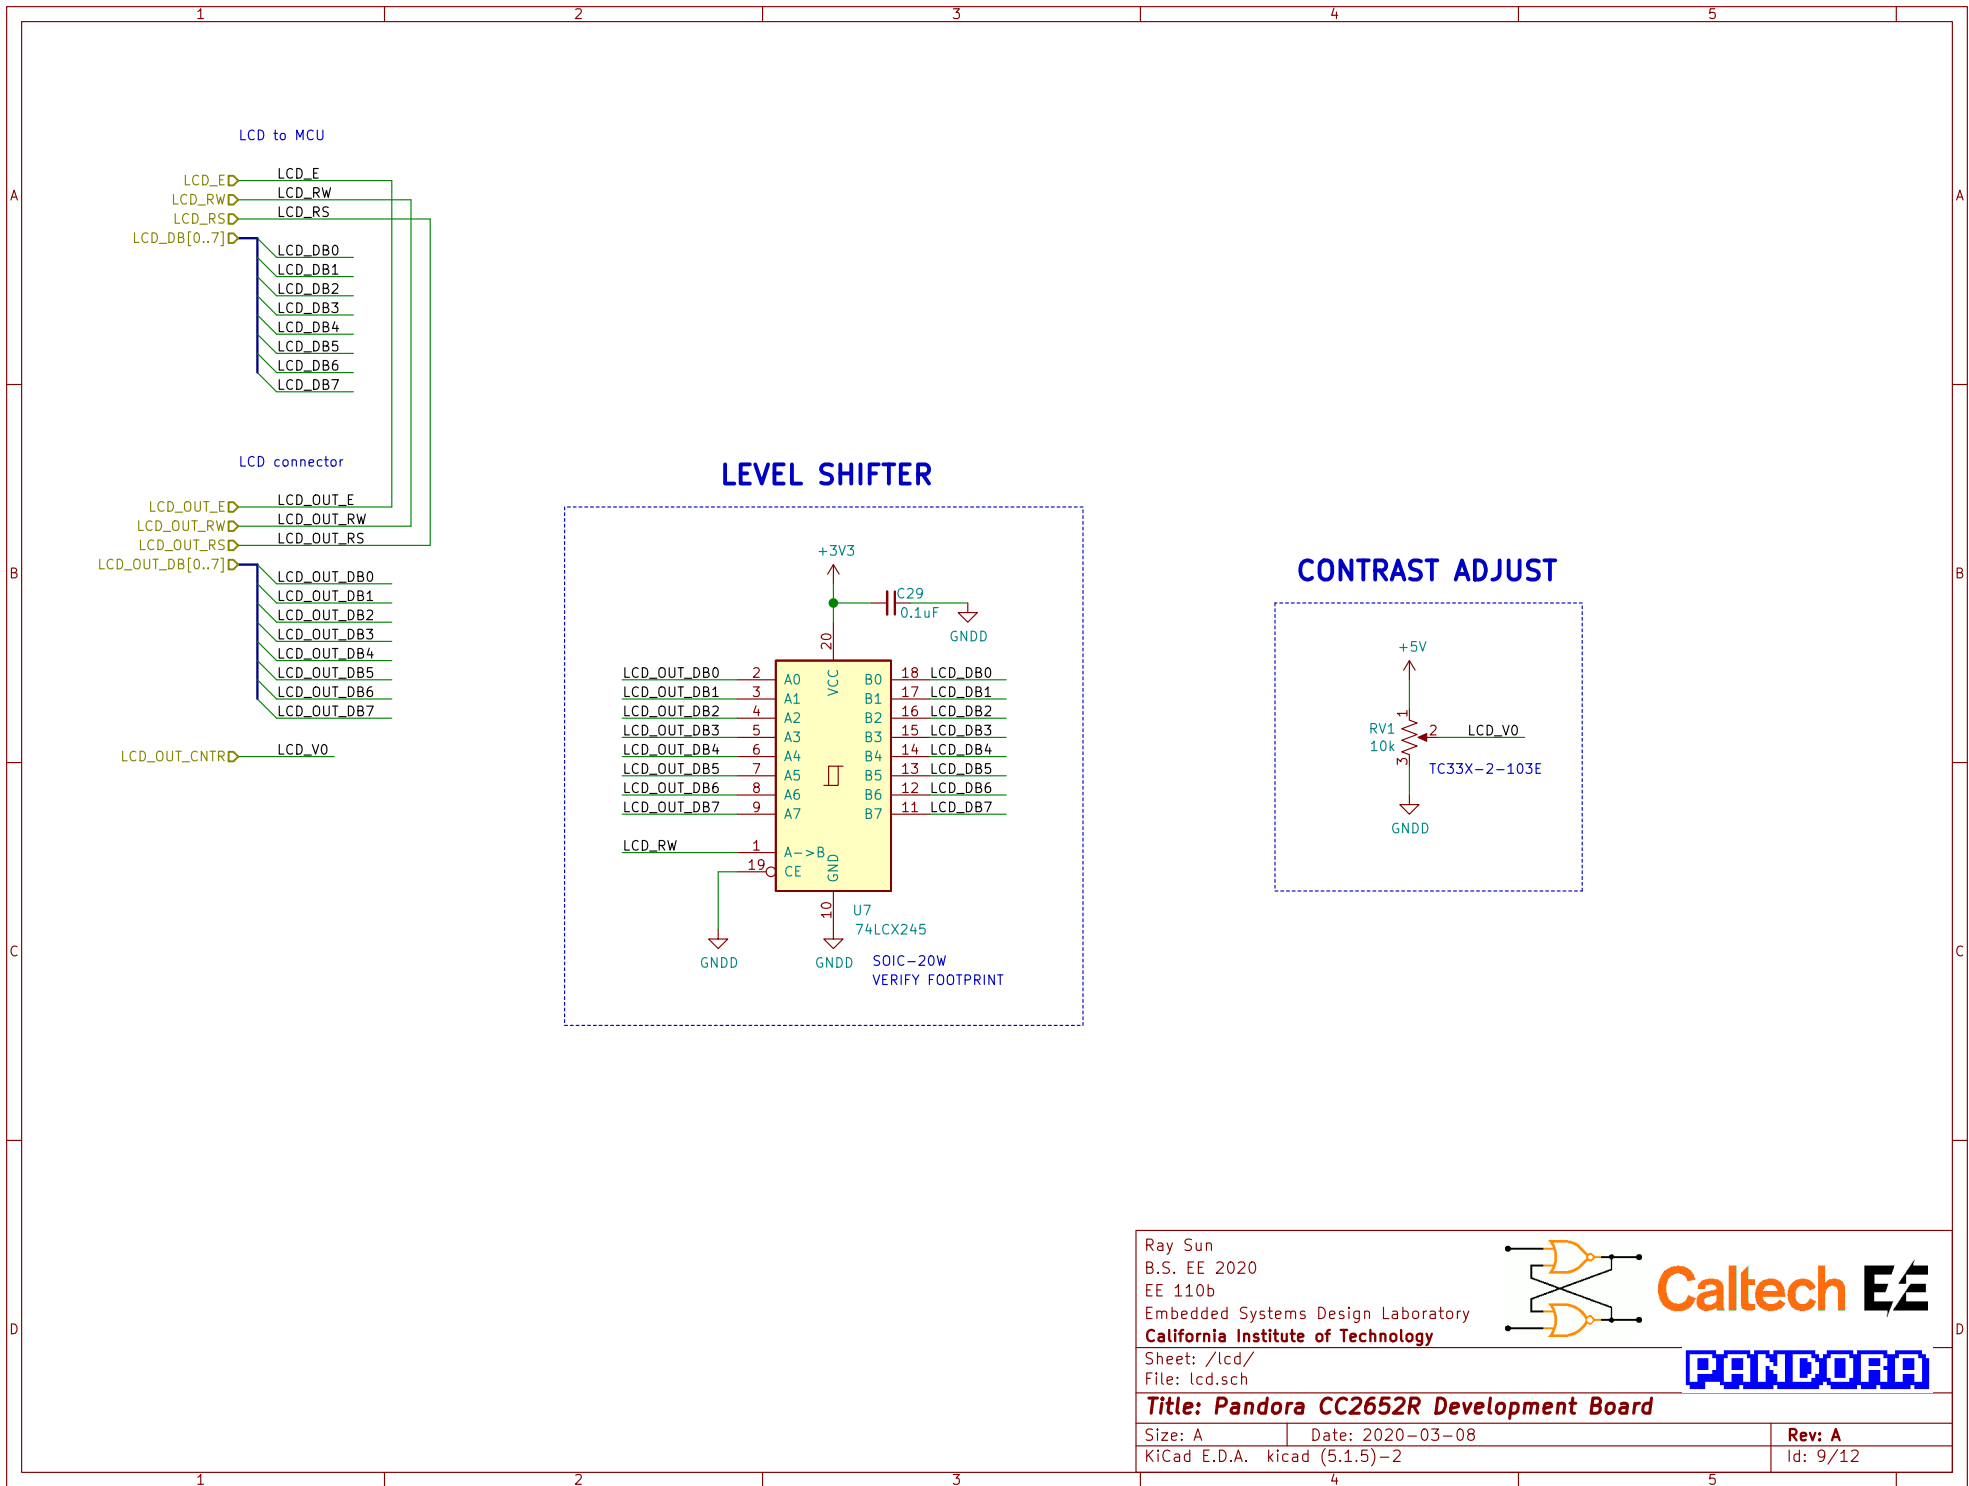 1 2 3 4 5
A A
B B
C C
D D
LCD to MCU
LCD_E LCD_E
LCD_RW LCD_RW
LCD_RS LCD_RS
LCD_DB[0..7]
LCD_DB0
LCD_DB1
LCD_DB2
LCD_DB3
LCD_DB4
LCD_DB5
LCD_DB6
LCD_DB7
LCD connector
LCD_OUT_E LCD_OUT_E
LCD_OUT_RW LCD_OUT_RW
LCD_OUT_RS LCD_OUT_RS
LCD_OUT_DB[0..7]
LCD_OUT_DB0
LCD_OUT_DB1
LCD_OUT_DB2
LCD_OUT_DB3
LCD_OUT_DB4
LCD_OUT_DB5
LCD_OUT_DB6
LCD_OUT_DB7
LCD_OUT_CNTR LCD_V0
LEVEL SHIFTER
+3V3
C29
0.1uF
GNDD
20
VCC
LCD_OUT_DB0 2 A0 B0 18 LCD_DB0
LCD_OUT_DB1 3 A1 B1 17 LCD_DB1
LCD_OUT_DB2 4 A2 B2 16 LCD_DB2
LCD_OUT_DB3 5 A3 B3 15 LCD_DB3
LCD_OUT_DB4 6 A4 B4 14 LCD_DB4
LCD_OUT_DB5 7 A5 B5 13 LCD_DB5
LCD_OUT_DB6 8 A6 B6 12 LCD_DB6
LCD_OUT_DB7 9 A7 B7 11 LCD_DB7
LCD_RW 1 A->B
19 CE
GND
10
U7
74LCX245
GNDD GNDD
SOIC-20W
VERIFY FOOTPRINT
CONTRAST ADJUST
+5V
1
RV1
10k
2 LCD_V0
3
TC33X-2-103E
GNDD
Ray Sun
B.S. EE 2020
EE 110b
Embedded Systems Design Laboratory
California Institute of Technology
Caltech EE
Sheet: /lcd/
File: lcd.sch
PANDORA
Title: Pandora CC2652R Development Board
Size: A Date: 2020-03-08 Rev: A
KiCad E.D.A. kicad (5.1.5)-2 Id: 9/12
1 2 3 4 5